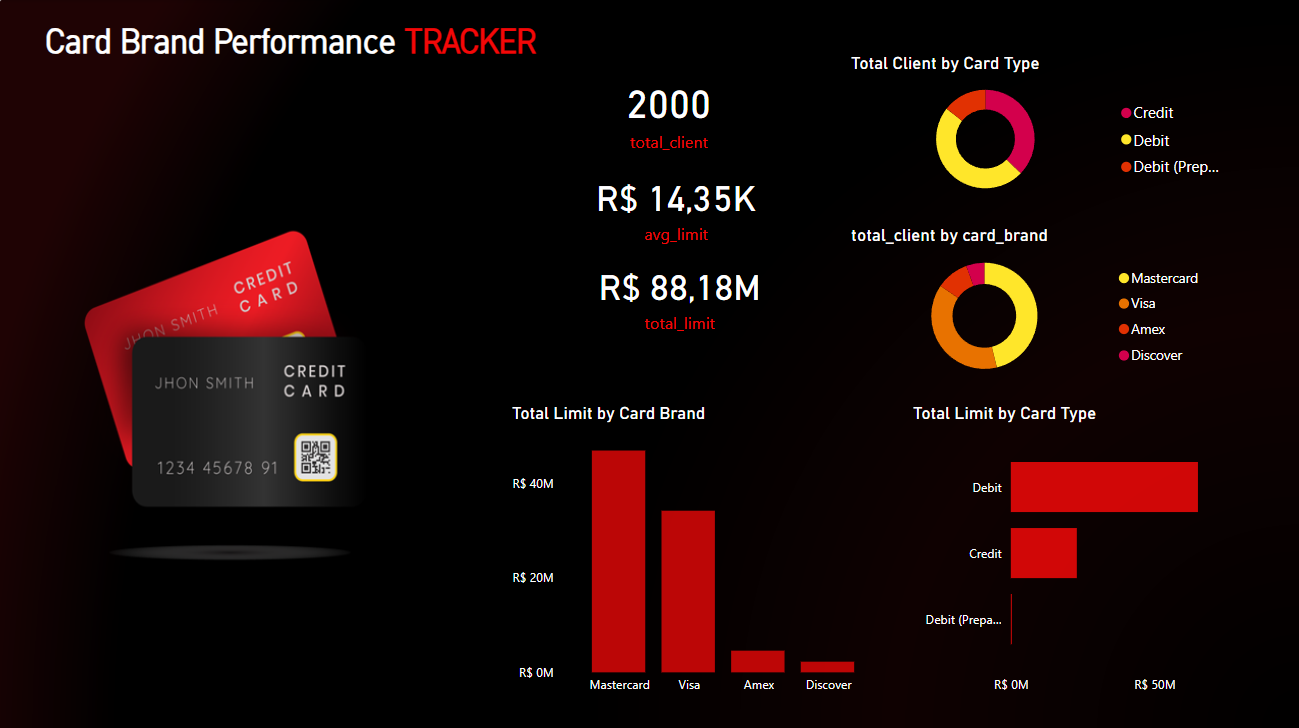 Card Brand Performance TRACKER
2000
total_client
R$ 14,35K
avg_limit
R$ 88,18M
total_limit
Total Client by Card Type
Credit
Debit
Debit (Prep...
total_client by card_brand
Mastercard
Visa
Amex
Discover
CREDIT
CARD
JHON SMITH
CREDIT
CARD
JHON SMITH
1234 45678 91
Total Limit by Card Brand
R$ 40M
R$ 20M
R$ 0M
Mastercard
Visa
Amex
Discover
Total Limit by Card Type
Debit
Credit
Debit (Prepa...
R$ 0M
R$ 50M